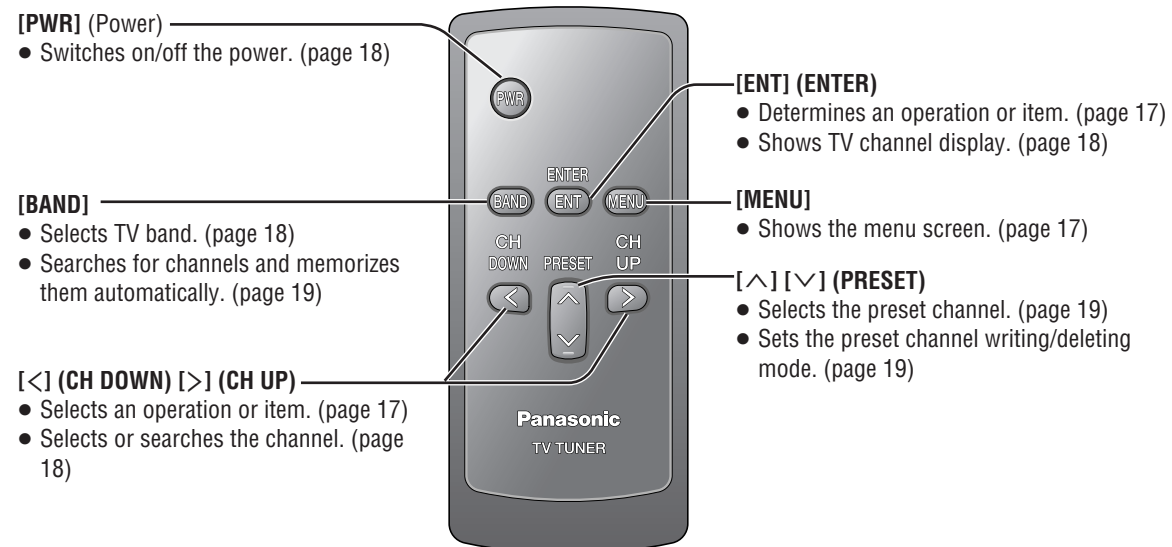 [PWR] (Power)
● Switches on/off the power. (page 18)
[BAND]
● Selects TV band. (page 18)
● Searches for channels and memorizes
them automatically. (page 19)
[<] (CH DOWN) [>] (CH UP)
● Selects an operation or item. (page 17)
● Selects or searches the channel. (page
18)
PWR
ENTER
BAND ENT MENU
CH CH
DOWN PRESET UP
< ∧ >
∨
Panasonic
TV TUNER
[ENT] (ENTER)
● Determines an operation or item. (page 17)
● Shows TV channel display. (page 18)
[MENU]
● Shows the menu screen. (page 17)
[∧] [∨] (PRESET)
● Selects the preset channel. (page 19)
● Sets the preset channel writing/deleting
mode. (page 19)